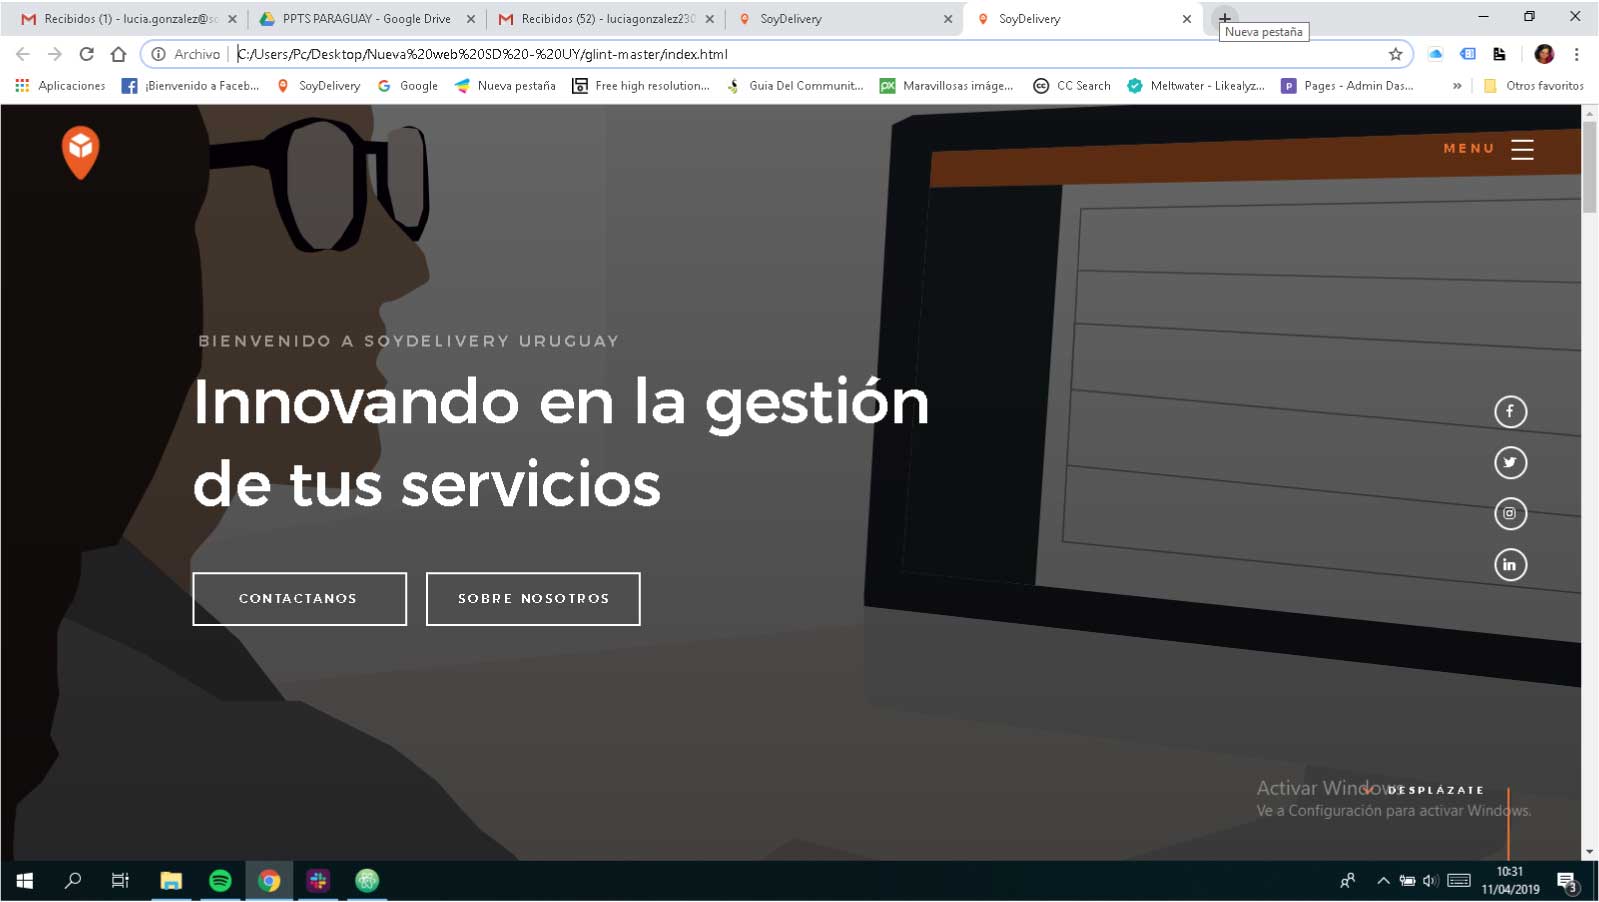 Recibidos (1) - lucia.gonzalez@so
PPTS PARAGUAY - Google Drive
Recibidos (52) - luciagonzalez230
SoyDelivery
SoyDelivery
Nueva pestaña
Archivo
C:/Users/Pc/Desktop/Nueva%20web%20SD%20-%20UY/glint-master/index.html
Aplicaciones
¡Bienvenido a Faceb...
SoyDelivery
Google
Nueva pestaña
Free high resolution...
Guia Del Communit...
Maravillosas imáge...
CC Search
Meltwater - Likealyz...
Pages - Admin Das...
»
Otros favoritos
MENU
BIENVENIDO A SOYDELIVERY URUGUAY
Innovando en la gestión
de tus servicios
CONTACTANOS
SOBRE NOSOTROS
Activar Windows
DESPLÁZATE
Ve a Configuración para activar Windows.
10:31
11/04/2019
3